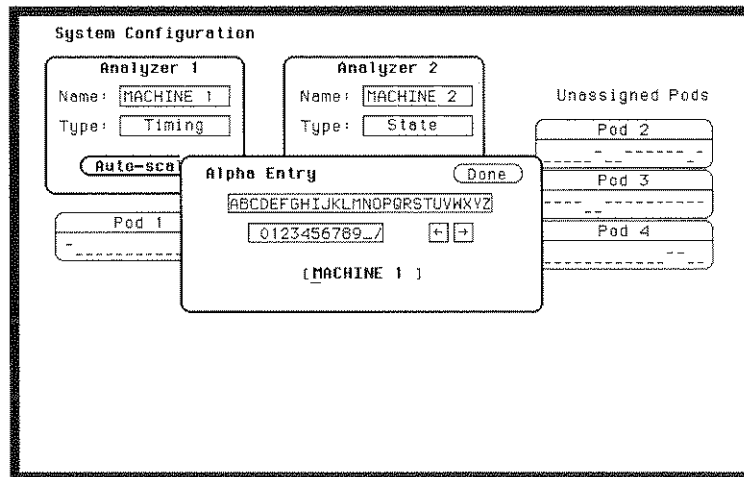 System Configuration
Analyzer 1
Analyzer 2
Name: MACHINE 1
Name: MACHINE 2
Unassigned Pods
Type: Timing
Type: State
Pod 2
Auto-scal
Alpha Entry
Done
Pod 3
ABCDEFGHIJKLMNOPQRSTUVWXYZ
Pod 1
0123456789_/
← →
Pod 4
[MACHINE 1 ]